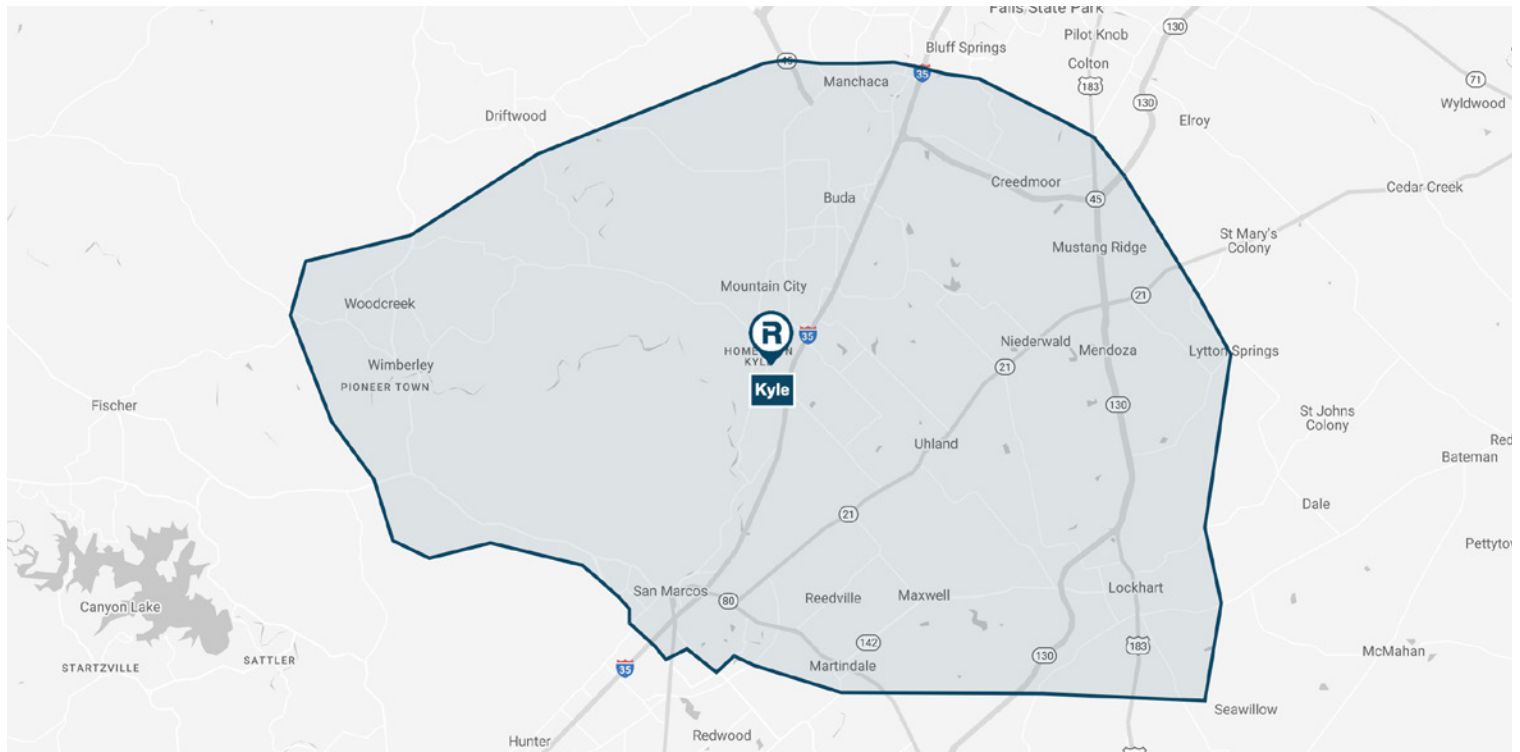 Falls State Park
130
Pilot Knob
Bluff Springs
45
35
Colton
71
Manchaca
183
130
Wyldwood
Driftwood
Elroy
Creedmoor
Cedar Creek
Buda
45
St Mary's
Colony
Mustang Ridge
Mountain City
21
Woodcreek
R
35
Niederwald
Mendoza
Lytton Springs
Wimberley
21
PIONEER TOWN
Kyle
Fischer
130
St Johns
Colony
Uhland
Red
Bateman
Dale
21
Pettytow
San Marcos
80
Reedville
Maxwell
Lockhart
Canyon Lake
142
183
McMahan
STARTZVILLE
SATTLER
35
Martindale
130
Seawillow
Hunter
Redwood